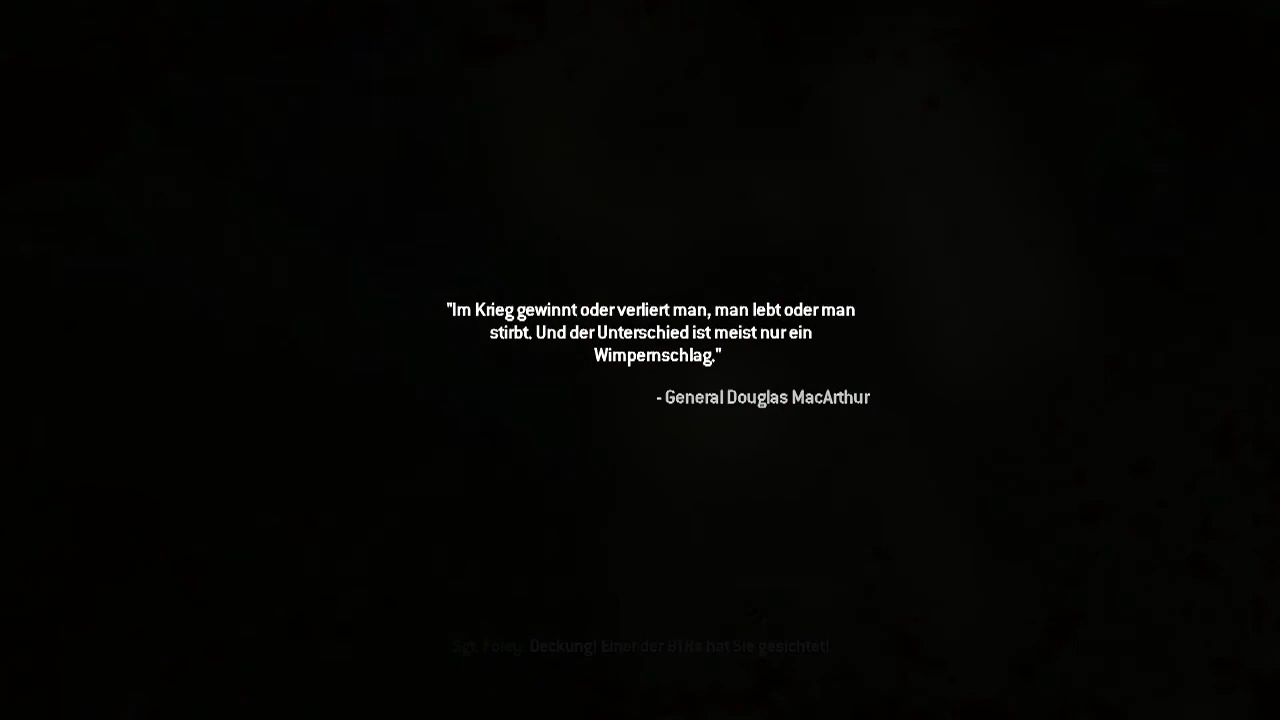 "Im Krieg gewinnt oder verliert man, man lebt oder man
stirbt. Und der Unterschied ist meist nur ein
Wimpernschlag."
- General Douglas MacArthur
Sgt. Foley: Deckung! Einer der BTRs hat Sie gesichtet!